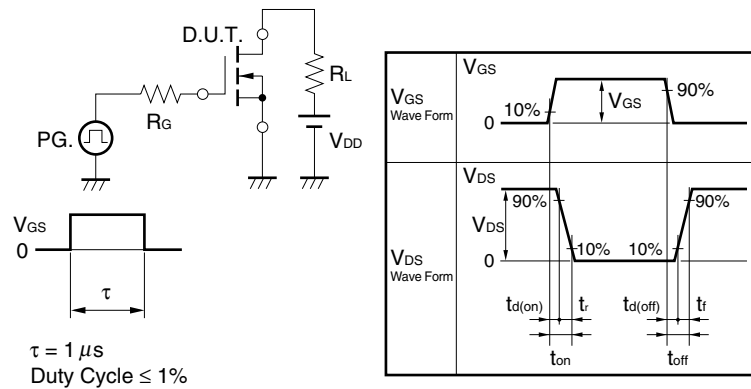 D.U.T.
RL
RG
PG.
VDD
VGS
0
τ
τ = 1 μs
Duty Cycle ≤ 1%
VGS
Wave Form
VGS
10%
VGS
90%
0
VDS
Wave Form
VDS
90%
VDS
10%
10%
90%
0
td(on)
tr
td(off)
tf
ton
toff